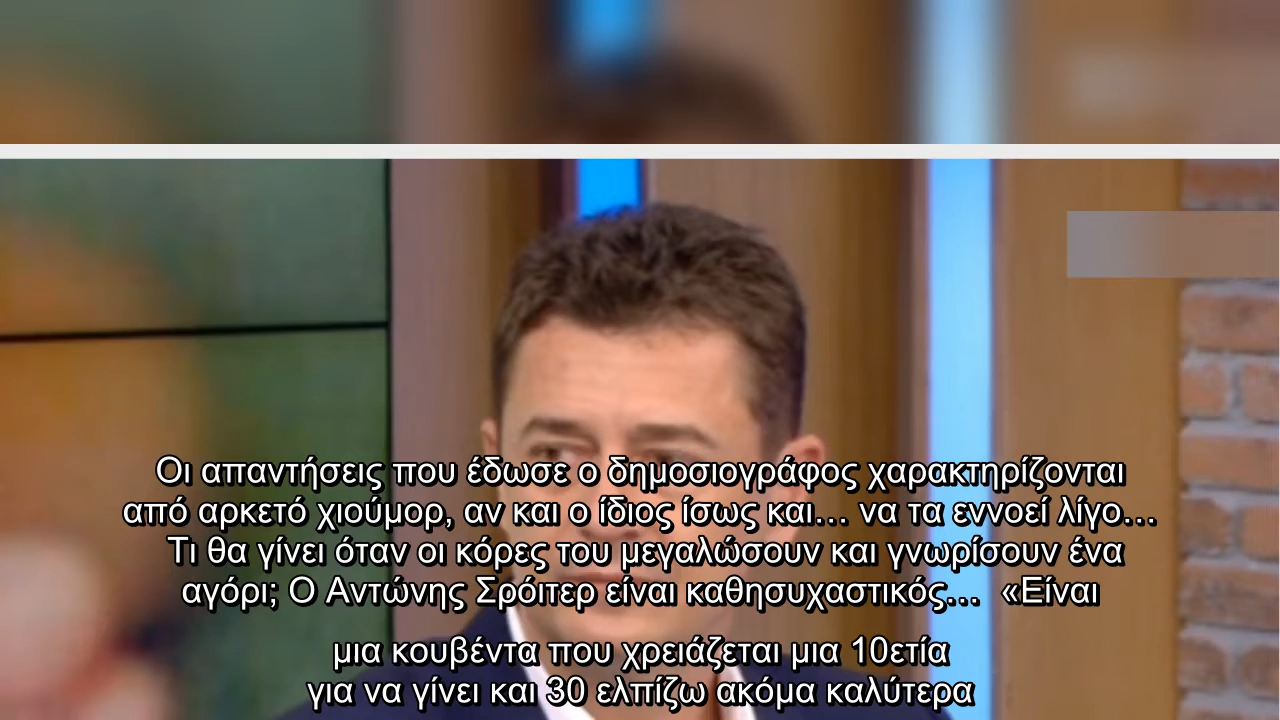 Οι απαντήσεις που έδωσε ο δημοσιογράφος χαρακτηρίζονται
από αρκετό χιούμορ, αν και ο ίδιος ίσως και… να τα εννοεί λίγο…
Τι θα γίνει όταν οι κόρες του μεγαλώσουν και γνωρίσουν ένα
αγόρι; Ο Αντώνης Σρόιτερ είναι καθησυχαστικός… «Είναι
μια κουβέντα που χρειάζεται μια 10ετία
για να γίνει και 30 ελπίζω ακόμα καλύτερα